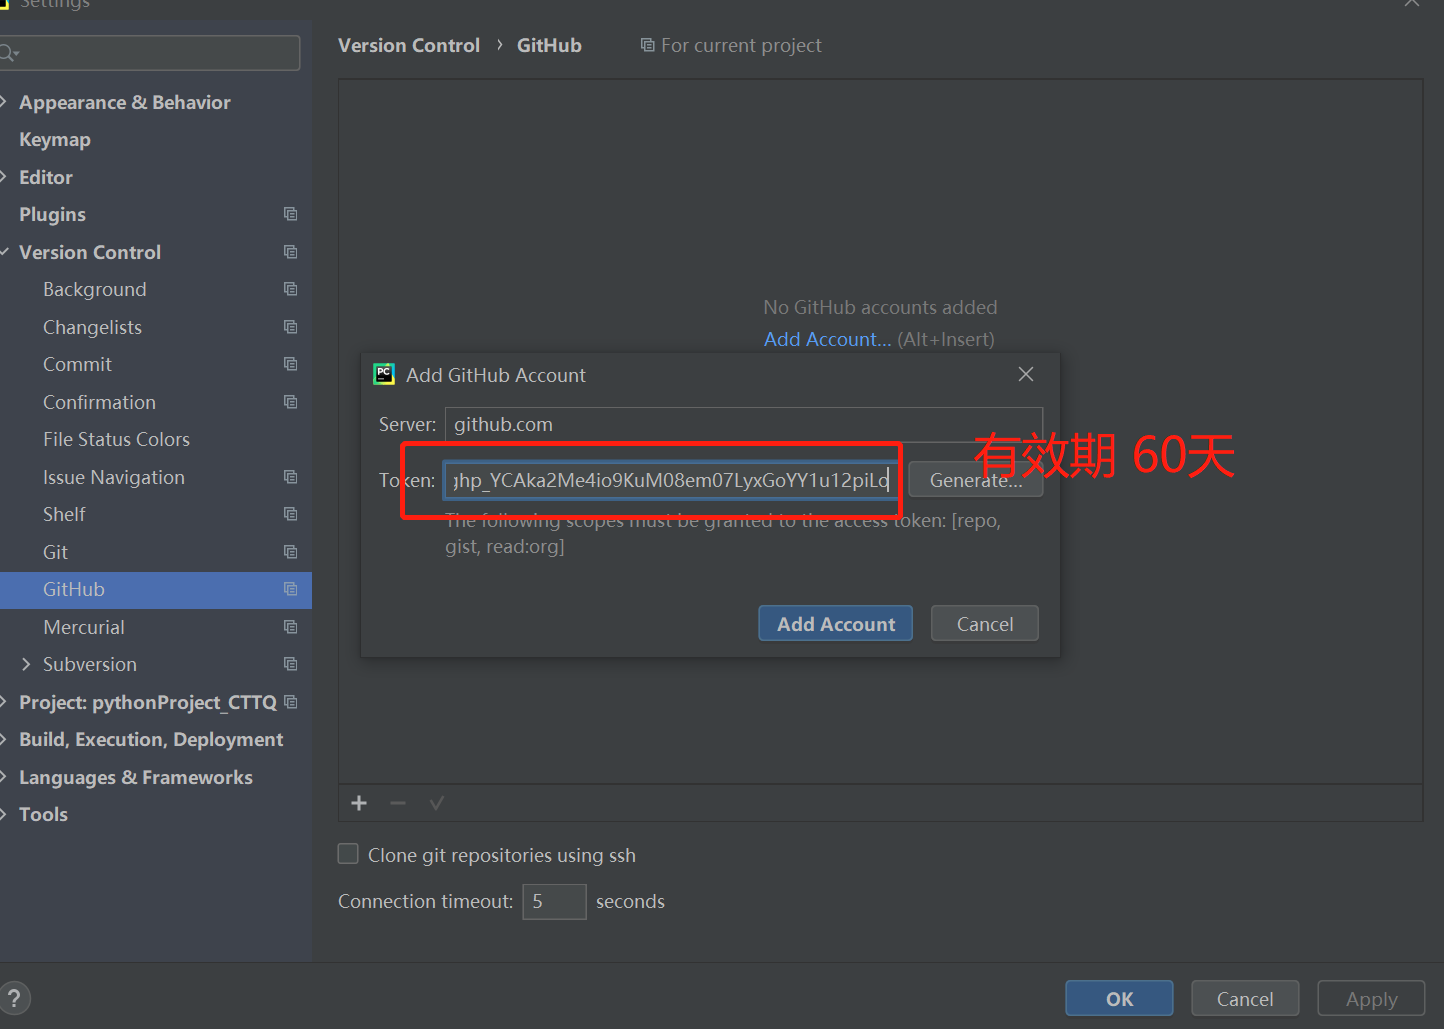 Settings
Version Control › GitHub
For current project
Appearance & Behavior
Keymap
Editor
Plugins
Version Control
Background
Changelists
Commit
Confirmation
File Status Colors
Issue Navigation
Shelf
Git
GitHub
Mercurial
Subversion
Project: pythonProject_CTTQ
Build, Execution, Deployment
Languages & Frameworks
Tools
No GitHub accounts added
Add Account... (Alt+Insert)
PC Add GitHub Account
Server: github.com
有效期 60天
Token:
Generate...
The following scopes must be granted to the access token: [repo,
gist, read:org]
Add Account
Cancel
Clone git repositories using ssh
Connection timeout: 5 seconds
?
OK
Cancel
Apply